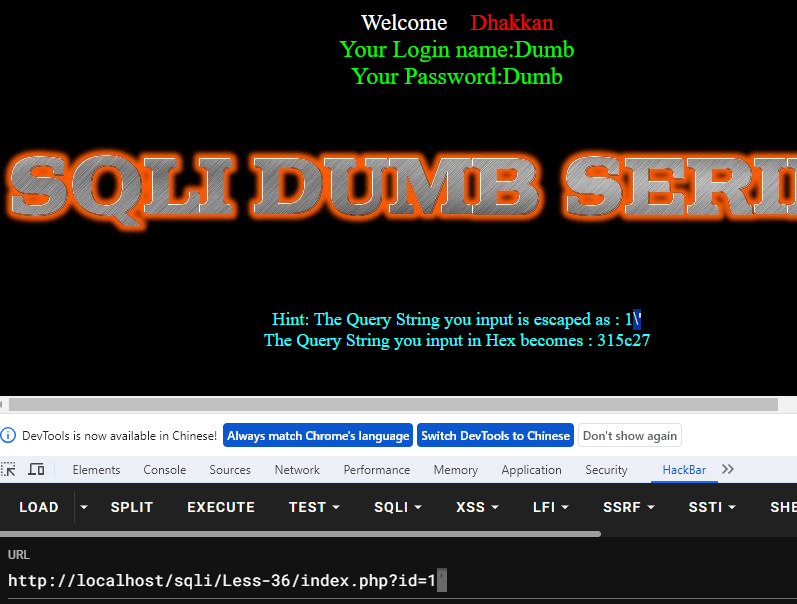 Welcome Dhakkan
Your Login name:Dumb
Your Password:Dumb
SQLI DUMB SERI
Hint: The Query String you input is escaped as : 1\'
The Query String you input in Hex becomes : 315c27
DevTools is now available in Chinese! Always match Chrome's language Switch DevTools to Chinese Don't show again
Elements Console Sources Network Performance Memory Application Security HackBar
LOAD SPLIT EXECUTE TEST SQLI XSS LFI SSRF SSTI SHE
URL
http://localhost/sqli/Less-36/index.php?id=1'